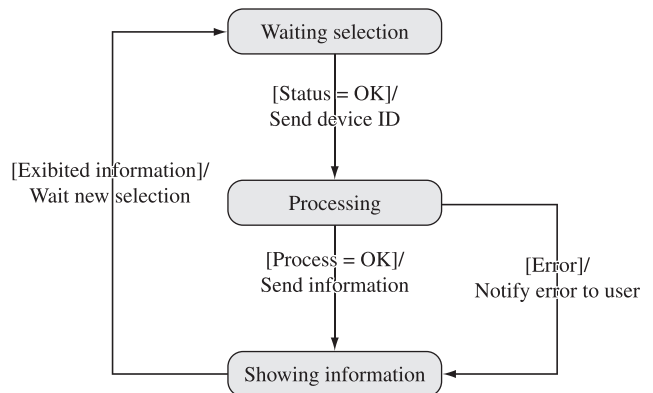 Waiting selection
[Status = OK]/
Send device ID
[Exibited information]/
Wait new selection
Processing
[Process = OK]/
Send information
[Error]/
Notify error to user
Showing information